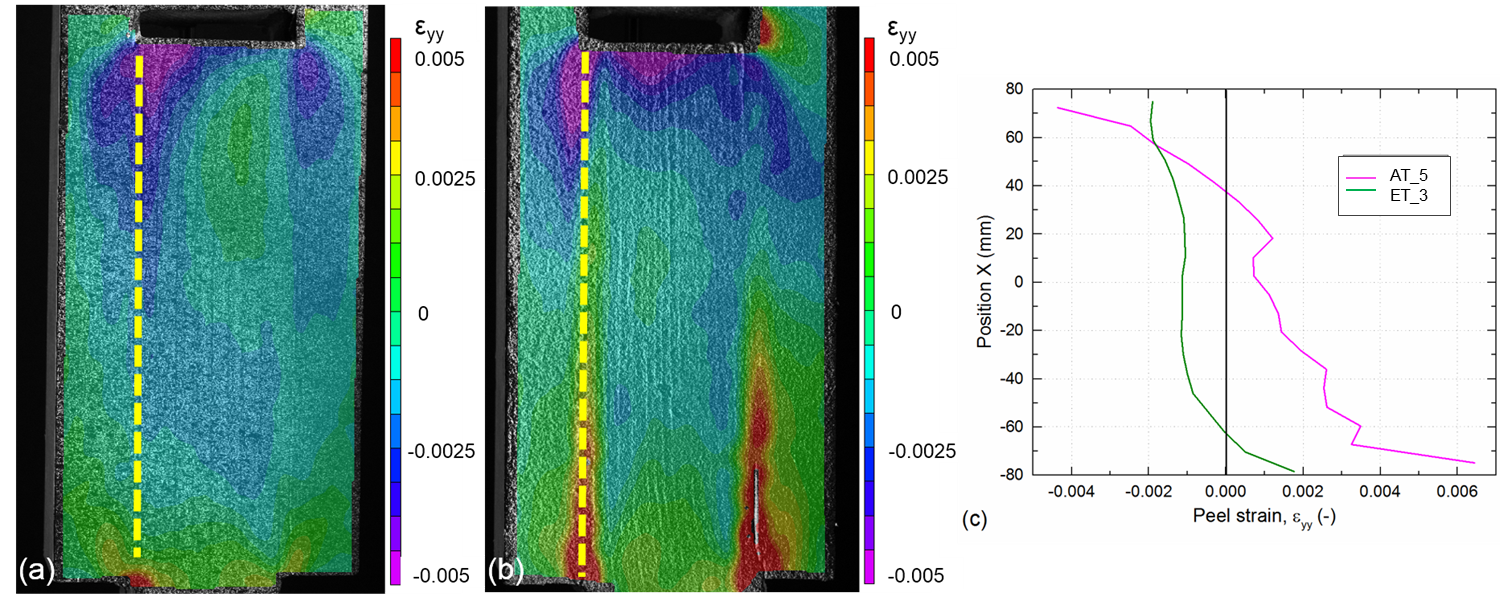 εyy
0.005
0.0025
0
-0.0025
-0.005
(a)
εyy
0.005
0.0025
0
-0.0025
-0.005
(b)
80
60
40
20
0
-20
-40
-60
-80
Position X (mm)
AT_5
ET_3
-0.004 -0.002 0.000 0.002 0.004 0.006
Peel strain, εyy (-)
(c)